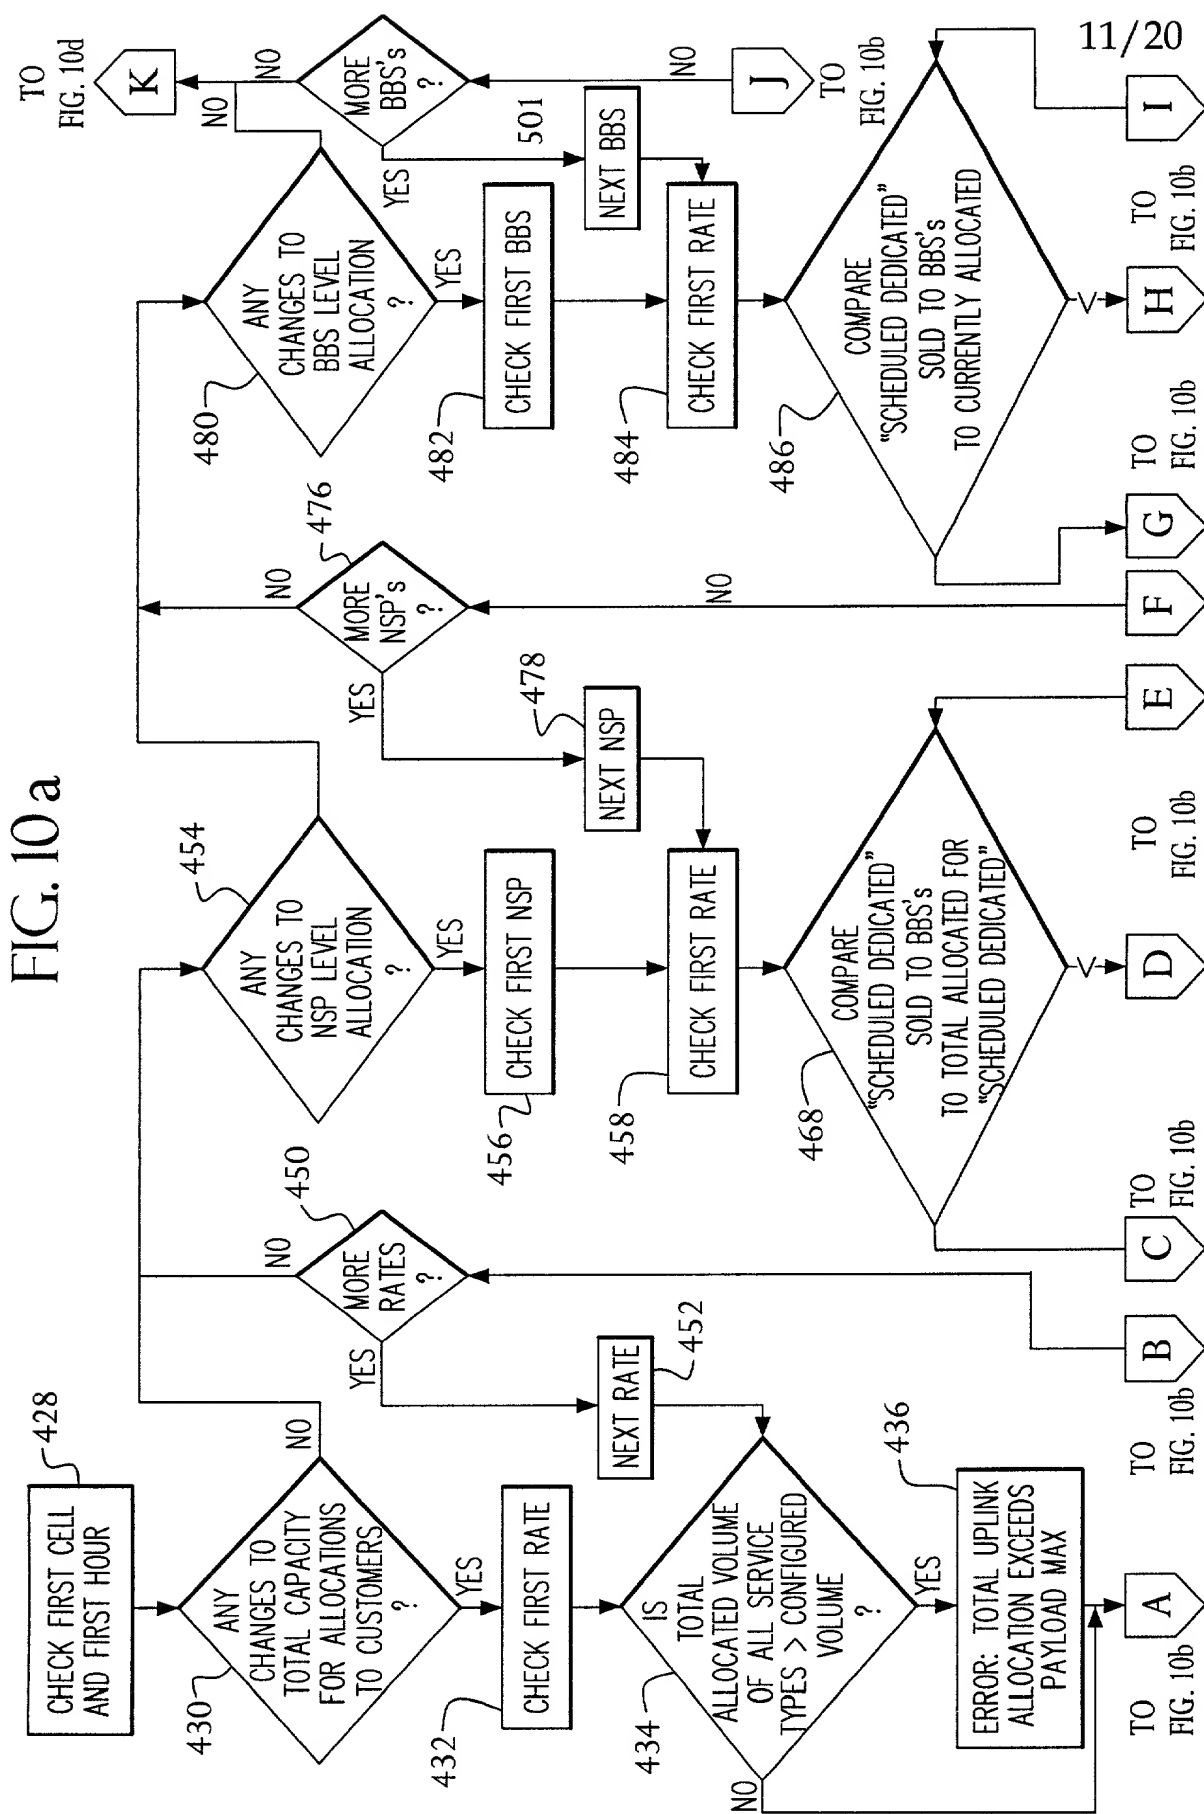 11/20
FIG. 10a
CHECK FIRST CELL
AND FIRST HOUR
428
ANY
CHANGES TO
TOTAL CAPACITY
FOR ALLOCATIONS
TO CUSTOMERS
?
430
NO
YES
CHECK FIRST RATE
432
IS
TOTAL
ALLOCATED VOLUME
OF ALL SERVICE
TYPES > CONFIGURED
VOLUME
?
434
NO
YES
ERROR: TOTAL UPLINK
ALLOCATION EXCEEDS
PAYLOAD MAX
436
TO
FIG. 10b
A
MORE
RATES
?
450
NO
YES
NEXT RATE
452
TO
FIG. 10b
B
ANY
CHANGES TO
NSP LEVEL
ALLOCATION
?
454
YES
CHECK FIRST NSP
456
CHECK FIRST RATE
458
COMPARE
"SCHEDULED DEDICATED"
SOLD TO BBS's
TO TOTAL ALLOCATED FOR
"SCHEDULED DEDICATED"
468
C
TO
FIG. 10b
<
D
TO
FIG. 10b
E
MORE
NSP's
?
476
NO
YES
NEXT NSP
478
NO
F
ANY
CHANGES TO
BBS LEVEL
ALLOCATION
?
480
NO
YES
CHECK FIRST BBS
482
CHECK FIRST RATE
484
COMPARE
"SCHEDULED DEDICATED"
SOLD TO BBS's
TO CURRENTLY ALLOCATED
486
G
TO
FIG. 10b
<
H
TO
FIG. 10b
I
TO
FIG. 10b
MORE
BBS's
?
NO
YES
501
NEXT BBS
NO
J
TO
FIG. 10b
K
TO
FIG. 10d